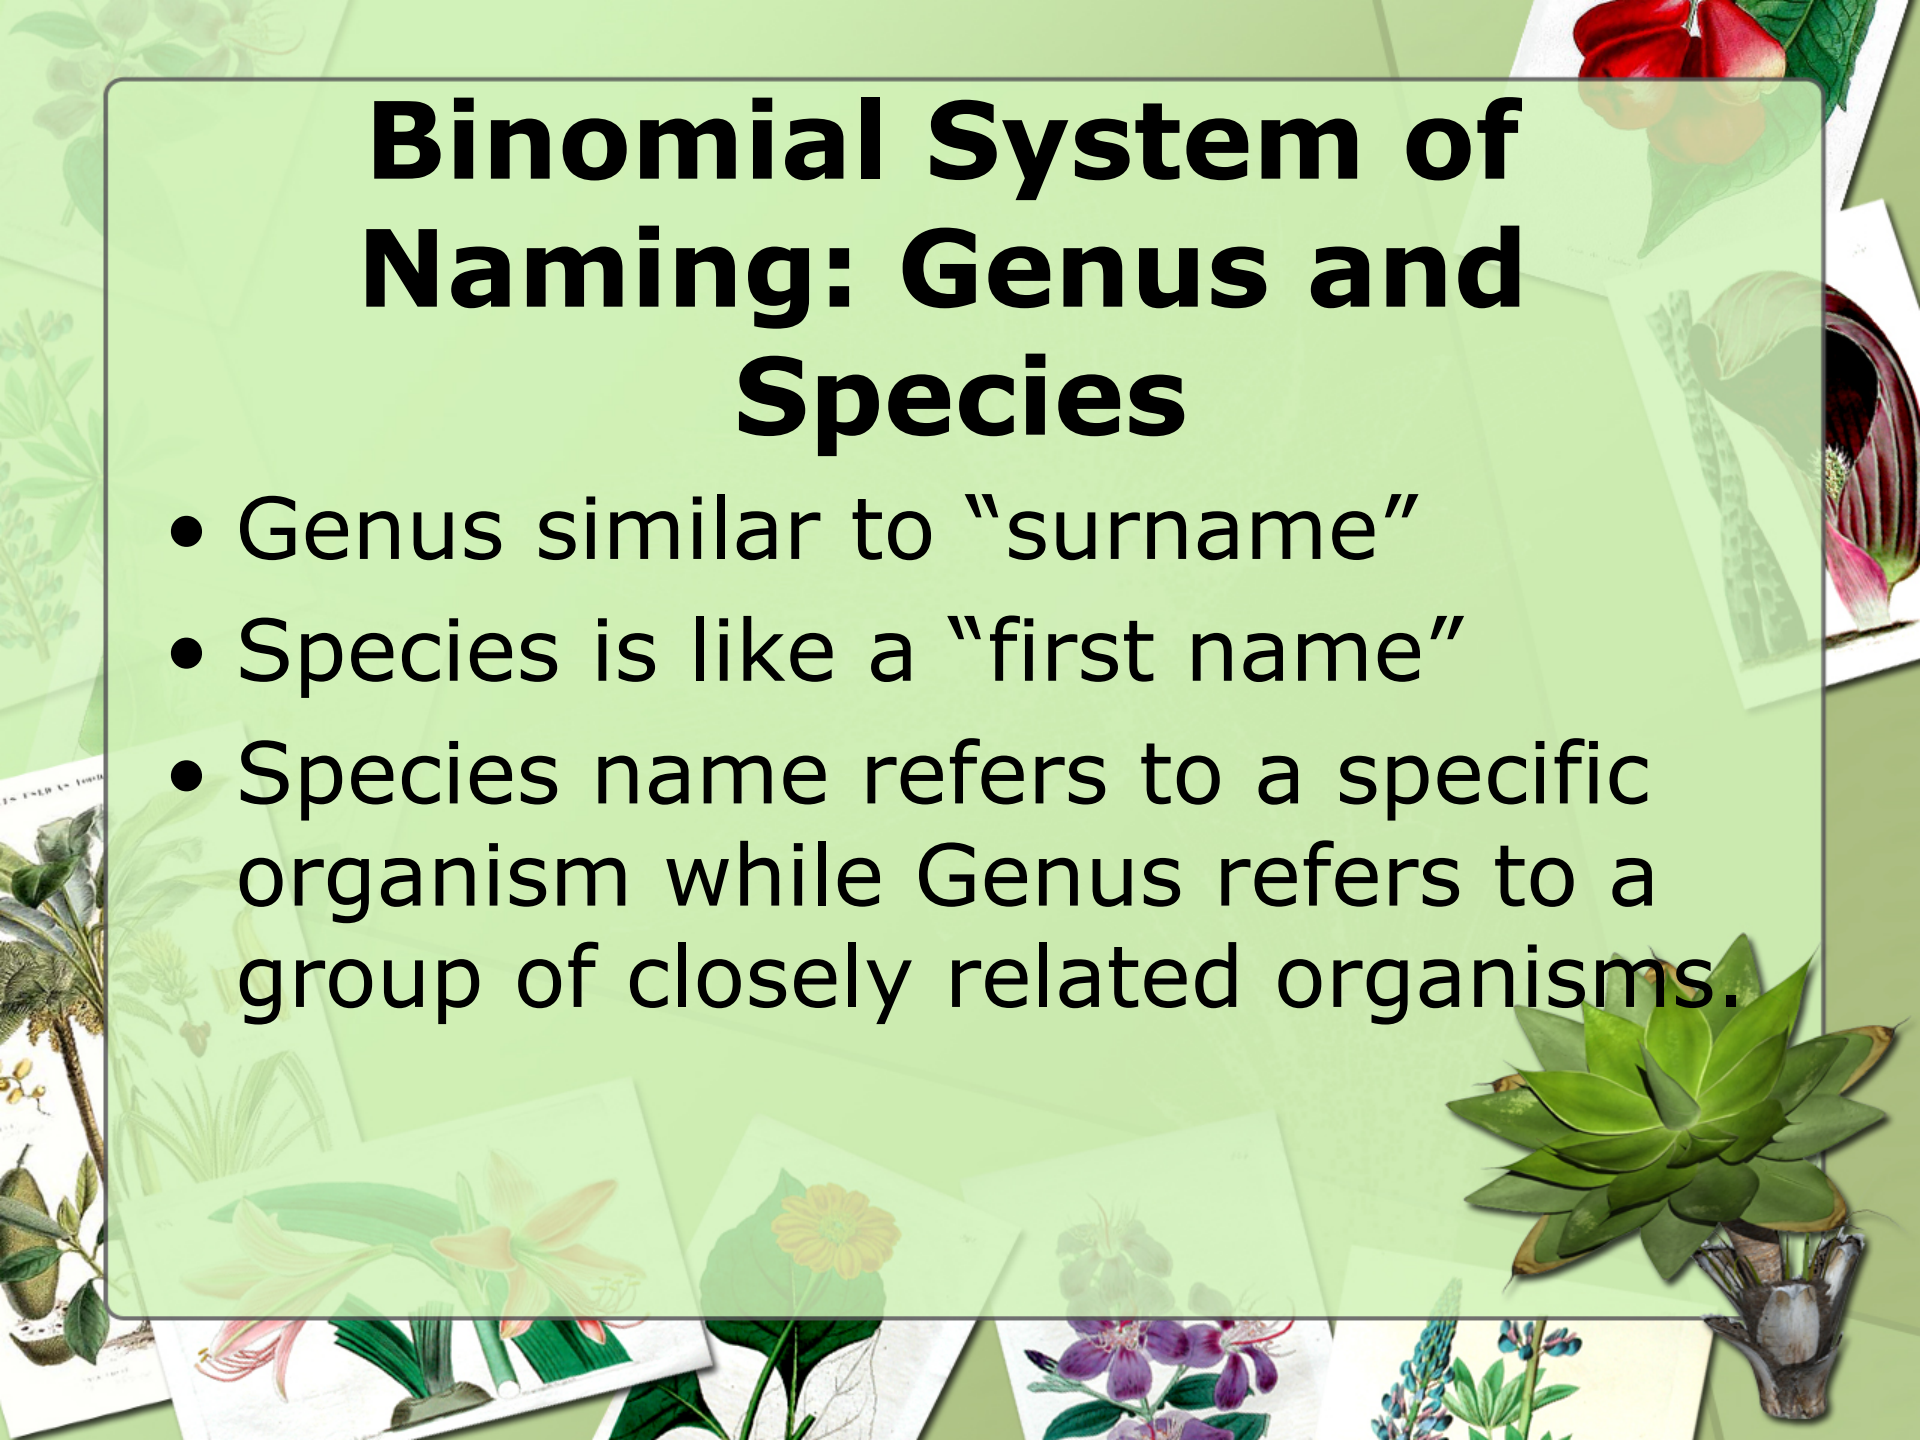 Binomial System of
Naming: Genus and
Species
• Genus similar to “surname”
• Species is like a “first name”
• Species name refers to a specific
organism while Genus refers to a
group of closely related organisms.